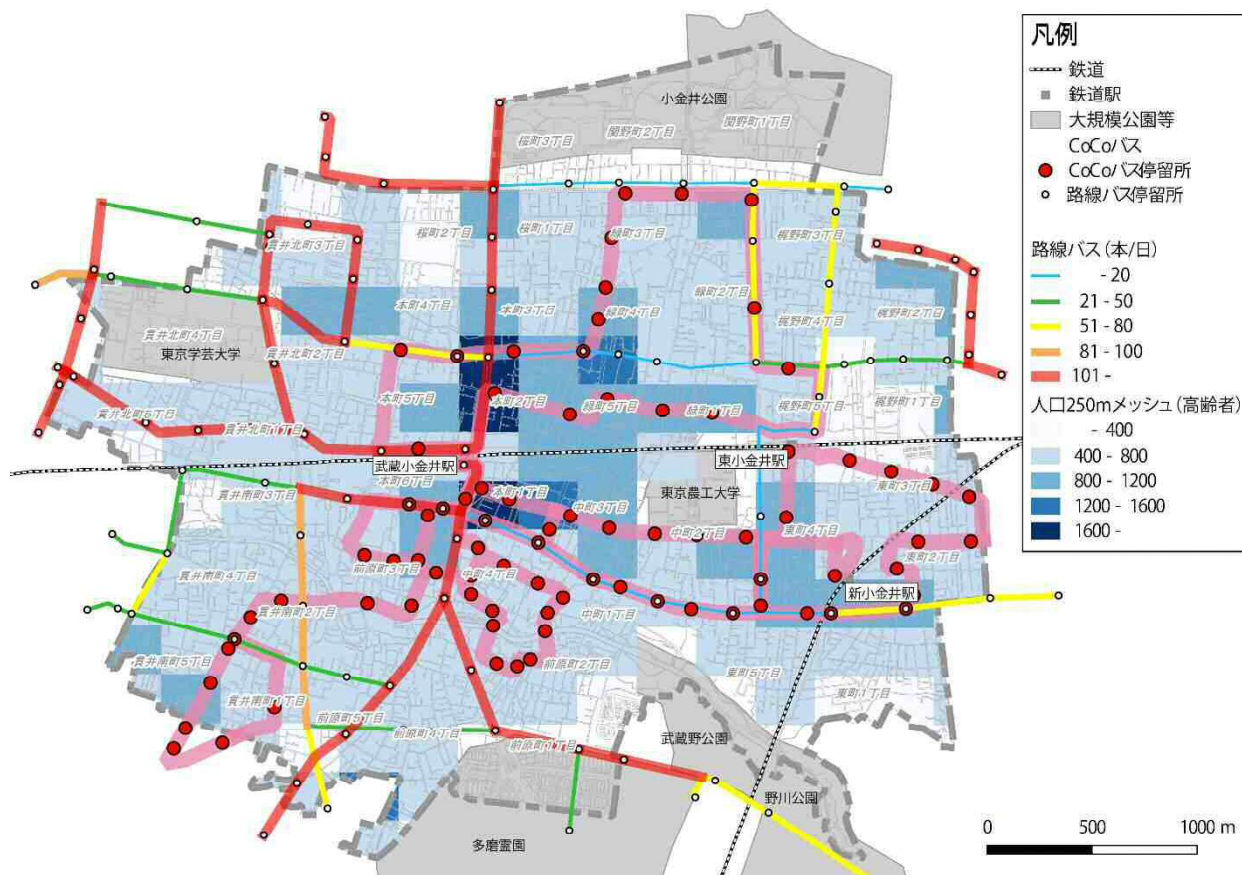 小金井公園
関野町1丁目
関野町2丁目
桜町3丁目
桜町2丁目
桜町1丁目
緑町3丁目
梶野町3丁目
貫井北町3丁目
本町4丁目
本町3丁目
緑町4丁目
緑町2丁目
梶野町4丁目
梶野町2丁目
貫井北町4丁目
東京学芸大学
貫井北町2丁目
本町5丁目
本町2丁目
緑町5丁目
緑町1丁目
梶野町5丁目
梶野町1丁目
貫井北町5丁目
貫井北町1丁目
武蔵小金井駅
東小金井駅
本町6丁目
貫井南町3丁目
本町1丁目
中町3丁目
東京農工大学
中町2丁目
東町3丁目
東町4丁目
東町2丁目
貫井南町4丁目
前原町3丁目
中町4丁目
新小金井駅
貫井南町2丁目
中町1丁目
貫井南町5丁目
前原町2丁目
東町5丁目
東町1丁目
貫井南町1丁目
前原町5丁目
前原町4丁目
前原町1丁目
武蔵野公園
野川公園
多磨霊園
凡例
鉄道
鉄道駅
大規模公園等
CoCoバス
CoCoバス停留所
路線バス停留所
路線バス(本/日)
- 20
21 - 50
51 - 80
81 - 100
101 -
人口250mメッシュ(高齢者)
- 400
400 - 800
800 - 1200
1200 - 1600
1600 -
0 500 1000 m